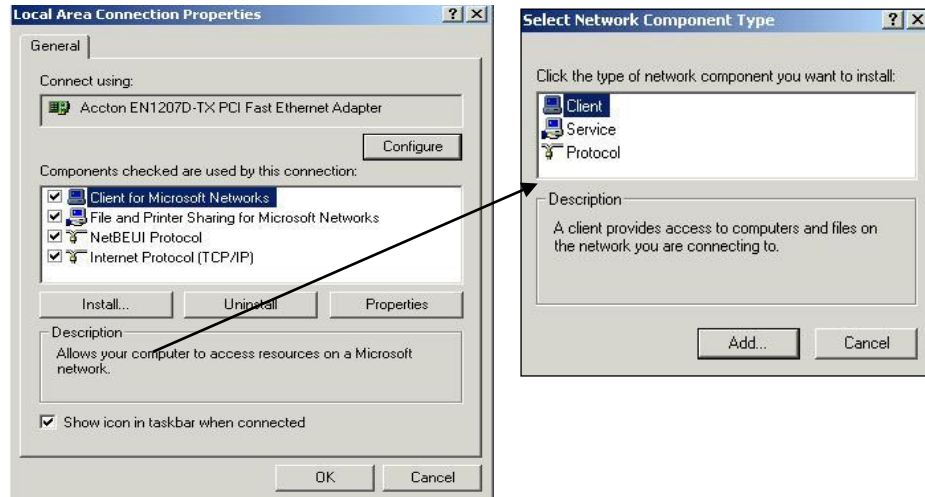 Local Area Connection Properties
General
Connect using:
Accton EN1207D-TX PCI Fast Ethernet Adapter
Configure
Components checked are used by this connection:
Client for Microsoft Networks
File and Printer Sharing for Microsoft Networks
NetBEUI Protocol
Internet Protocol (TCP/IP)
Install...
Uninstall
Properties
Description
Allows your computer to access resources on a Microsoft
network.
Show icon in taskbar when connected
OK
Cancel
Select Network Component Type
Click the type of network component you want to install:
Client
Service
Protocol
Description
A client provides access to computers and files on
the network you are connecting to.
Add...
Cancel